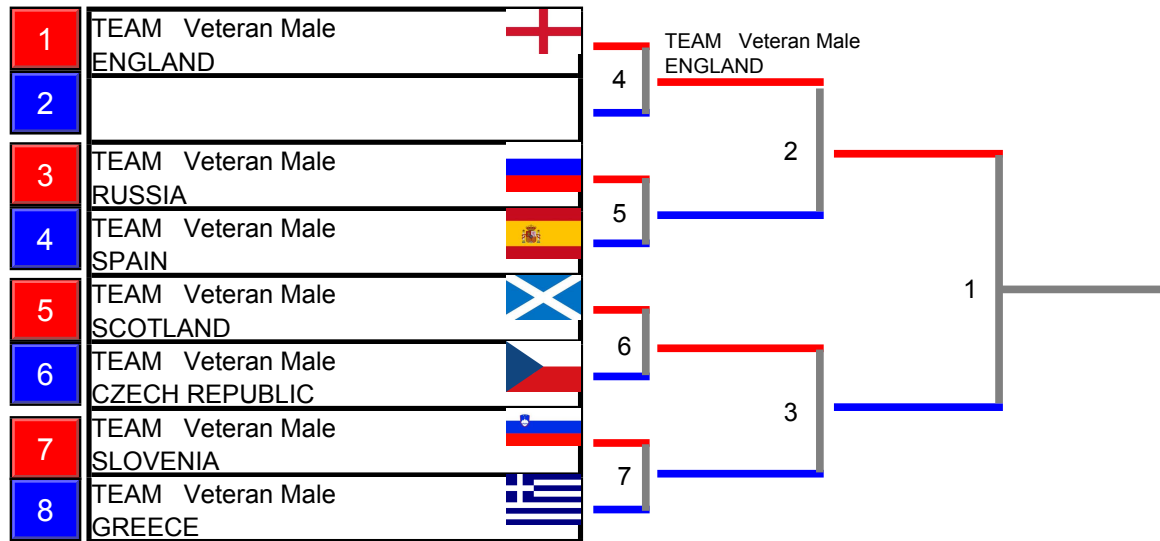 1
TEAM Veteran Male
ENGLAND
2
3
TEAM Veteran Male
RUSSIA
4
TEAM Veteran Male
SPAIN
5
TEAM Veteran Male
SCOTLAND
6
TEAM Veteran Male
CZECH REPUBLIC
7
TEAM Veteran Male
SLOVENIA
8
TEAM Veteran Male
GREECE
4
5
6
7
TEAM Veteran Male
ENGLAND
2
3
1